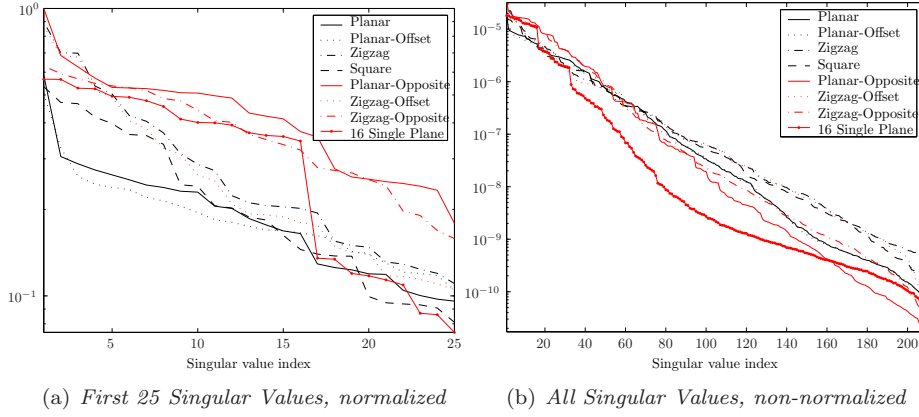 10^0
10^-1
Planar
Planar-Offset
Zigzag
Square
Planar-Opposite
Zigzag-Offset
Zigzag-Opposite
16 Single Plane
5 10 15 20 25
Singular value index
(a) First 25 Singular Values, normalized
10^-5
10^-6
10^-7
10^-8
10^-9
10^-10
Planar
Planar-Offset
Zigzag
Square
Planar-Opposite
Zigzag-Offset
Zigzag-Opposite
16 Single Plane
20 40 60 80 100 120 140 160 180 200
Singular value index
(b) All Singular Values, non-normalized